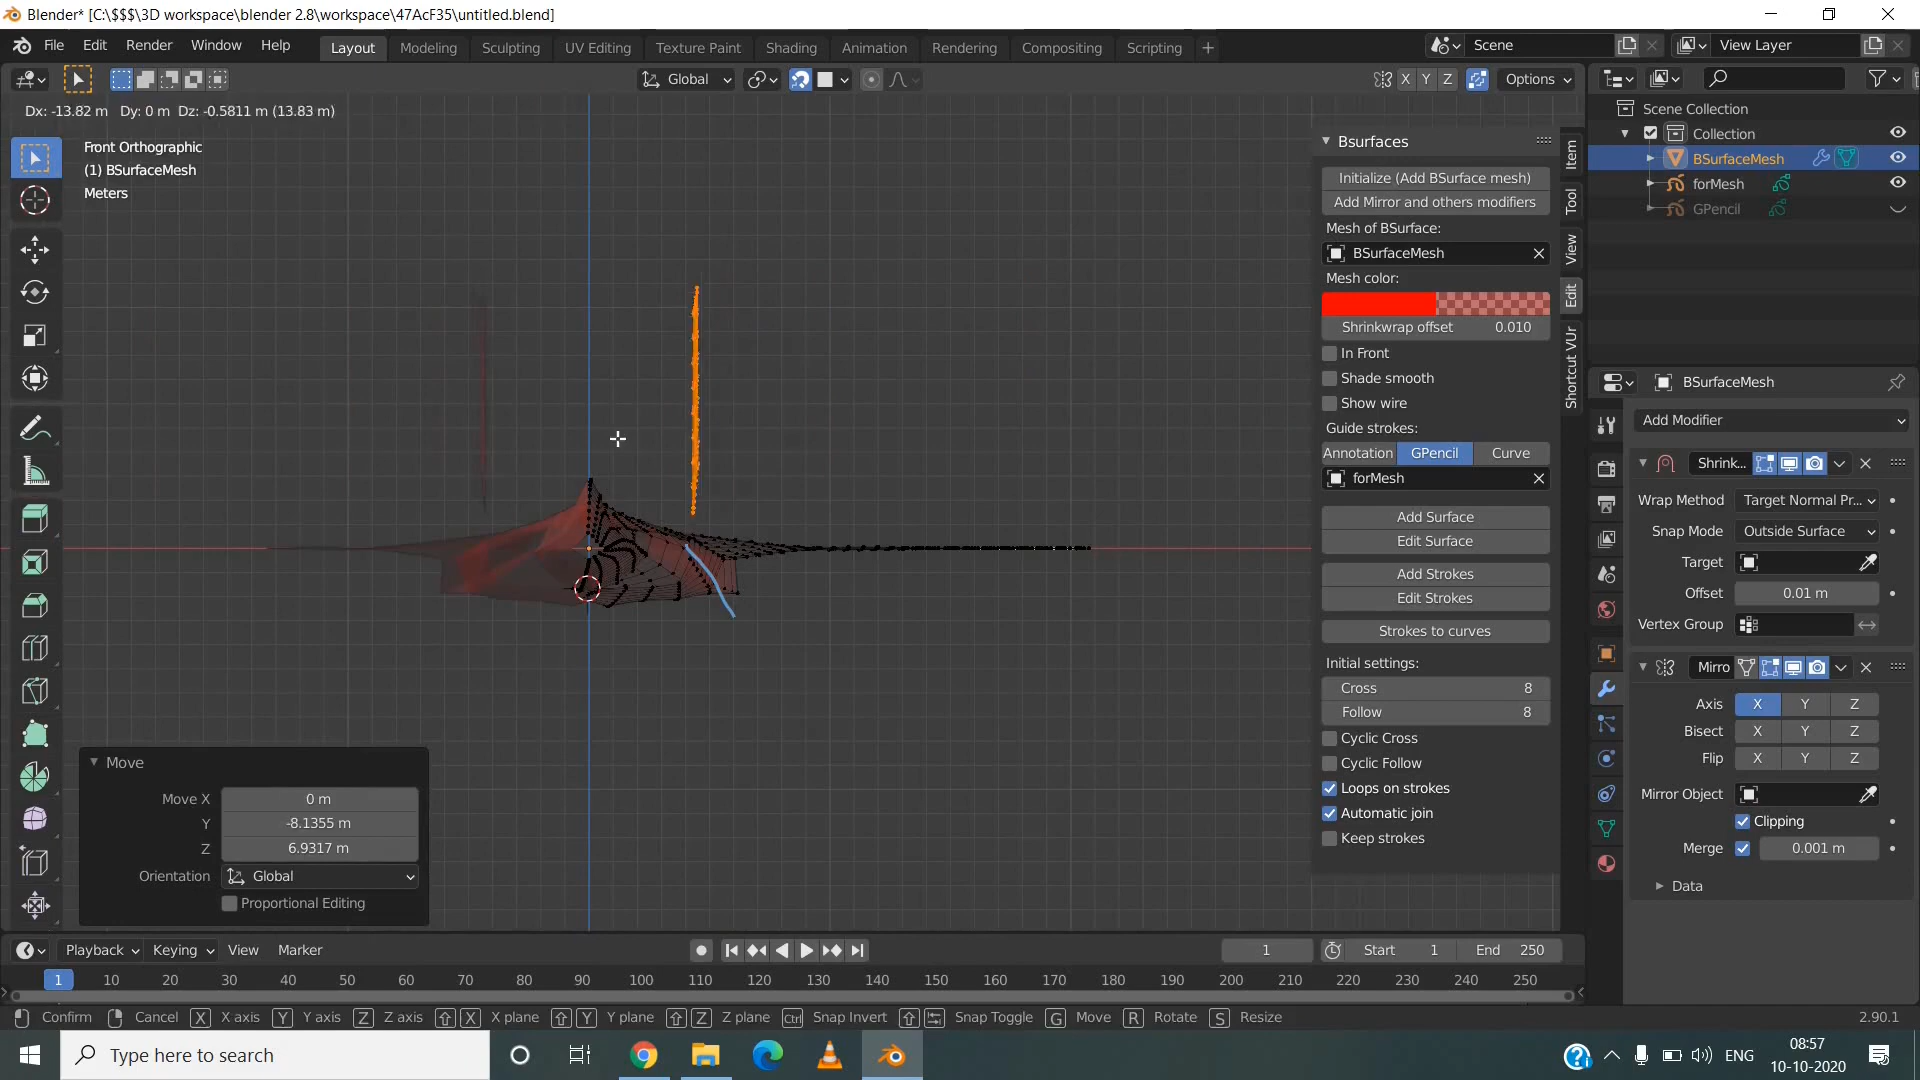 Blender* [C:\$$$\3D workspace\blender 2.8\workspace\47AcF35\untitled.blend]
File Edit Render Window Help Layout Modeling Sculpting UV Editing Texture Paint Shading Animation Rendering Compositing Scripting + Scene View Layer
Global X Y Z Options
Dx: -13.82 m Dy: 0 m Dz: -0.5811 m (13.83 m)
Front Orthographic
(1) BSurfaceMesh
Meters
Bsurfaces
Initialize (Add BSurface mesh)
Add Mirror and others modifiers
Mesh of BSurface:
BSurfaceMesh
Mesh color:
Shrinkwrap offset 0.010
In Front
Shade smooth
Show wire
Guide strokes:
Annotation GPencil Curve
forMesh
Add Surface
Edit Surface
Add Strokes
Edit Strokes
Strokes to curves
Initial settings:
Cross 8
Follow 8
Cyclic Cross
Cyclic Follow
Loops on strokes
Automatic join
Keep strokes
Item
Tool
View
Edit
Shortcut VUr
Scene Collection
Collection
BSurfaceMesh
forMesh
GPencil
BSurfaceMesh
Add Modifier
Shrink...
Wrap Method Target Normal Pr...
Snap Mode Outside Surface
Target
Offset 0.01 m
Vertex Group
Mirro
Axis X Y Z
Bisect X Y Z
Flip X Y Z
Mirror Object
Clipping
Merge 0.001 m
Data
Move
Move X 0 m
Y -8.1355 m
Z 6.9317 m
Orientation Global
Proportional Editing
Playback Keying View Marker 1 Start 1 End 250
1 10 20 30 40 50 60 70 80 90 100 110 120 130 140 150 160 170 180 190 200 210 220 230 240 250
Confirm Cancel X X axis Y Y axis Z Z axis X X plane Y Y plane Z Z plane Ctrl Snap Invert Snap Toggle G Move R Rotate S Resize 2.90.1
Type here to search
ENG
08:57
10-10-2020